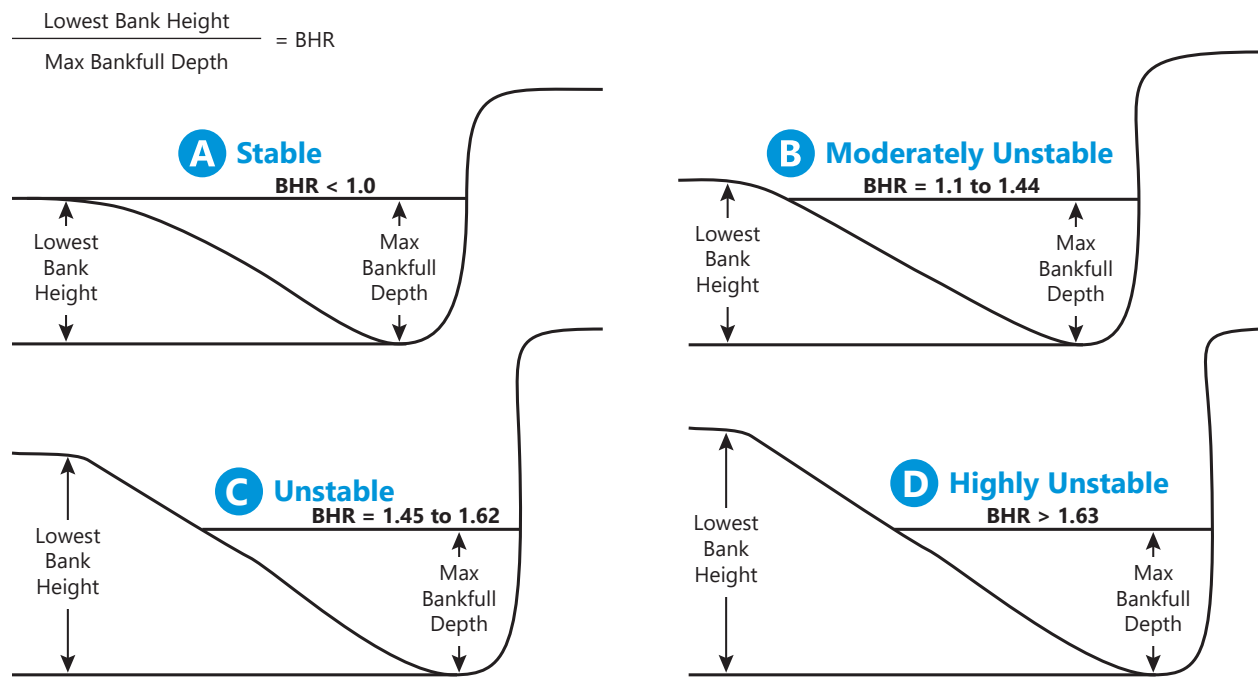 Lowest Bank Height
Max Bankfull Depth
= BHR
A Stable
BHR < 1.0
Lowest
Bank
Height
Max
Bankfull
Depth
B Moderately Unstable
BHR = 1.1 to 1.44
Lowest
Bank
Height
Max
Bankfull
Depth
C Unstable
BHR = 1.45 to 1.62
Lowest
Bank
Height
Max
Bankfull
Depth
D Highly Unstable
BHR > 1.63
Lowest
Bank
Height
Max
Bankfull
Depth